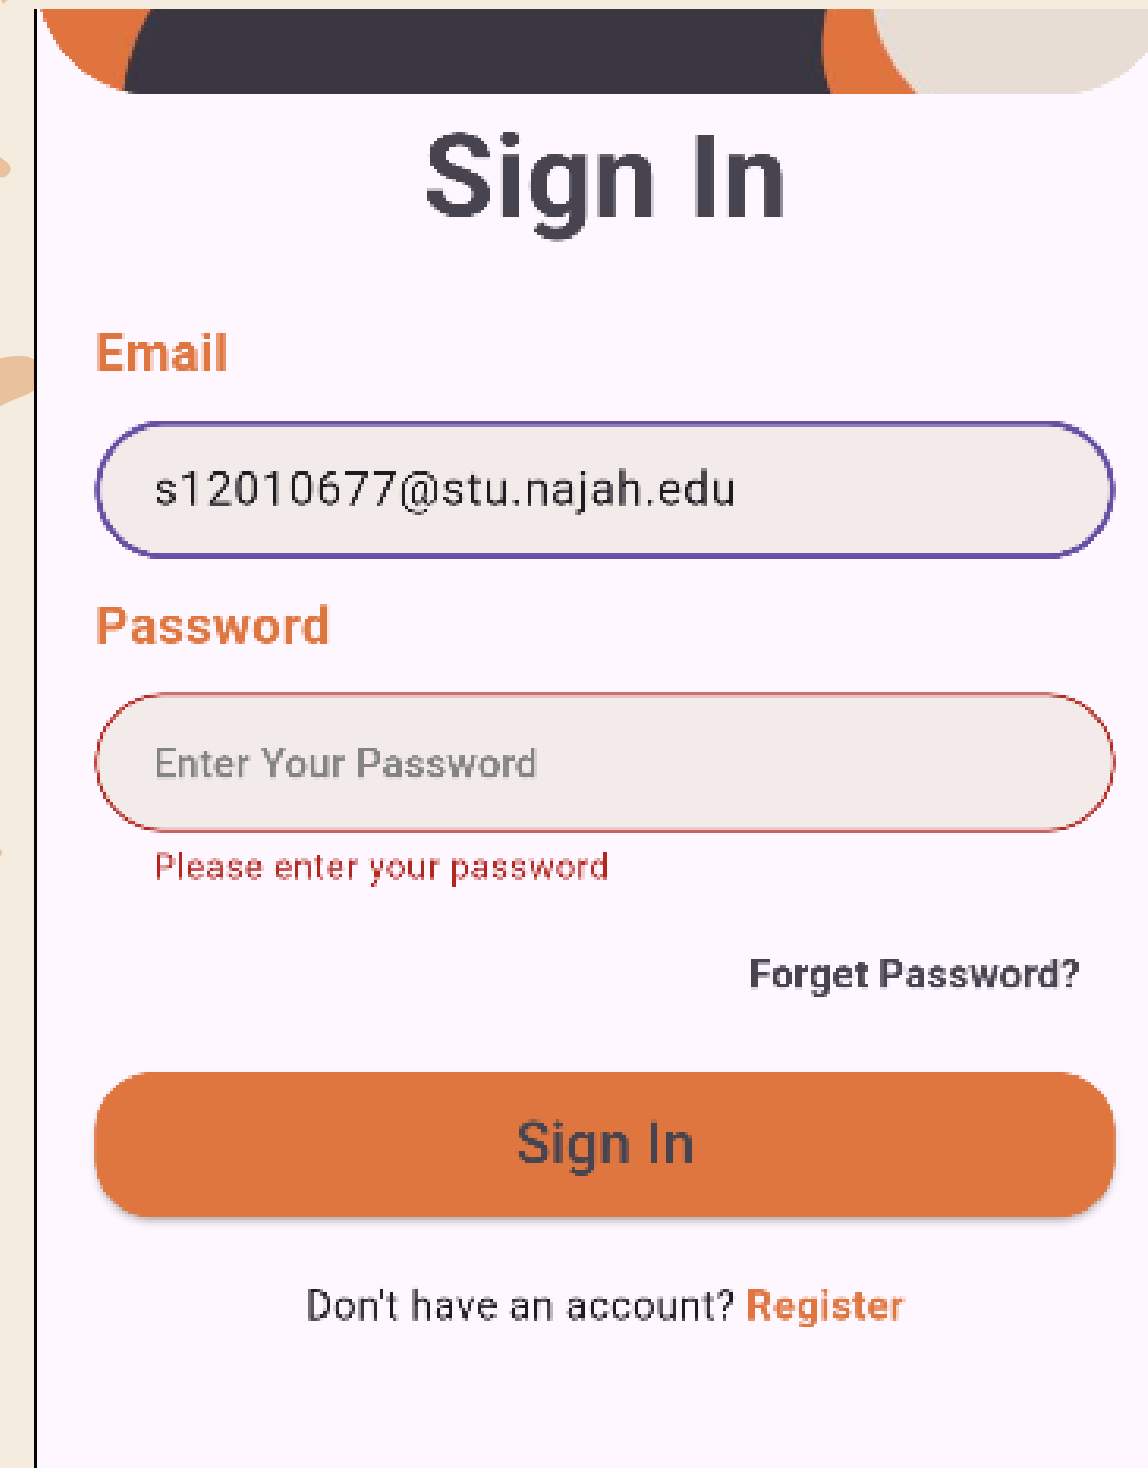 Sign In
Email
s12010677@stu.najah.edu
Password
Enter Your Password
Please enter your password
Forget Password?
Sign In
Don't have an account? Register